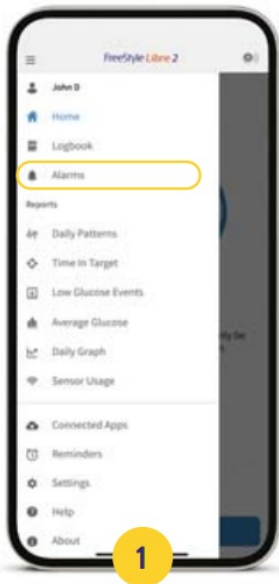 FreeStyle Libre 2
John D
Home
Logbook
Alarms
Reports
Daily Patterns
Time In Target
Low Glucose Events
Average Glucose
Daily Graph
Sensor Usage
Connected Apps
Reminders
Settings
Help
About
1